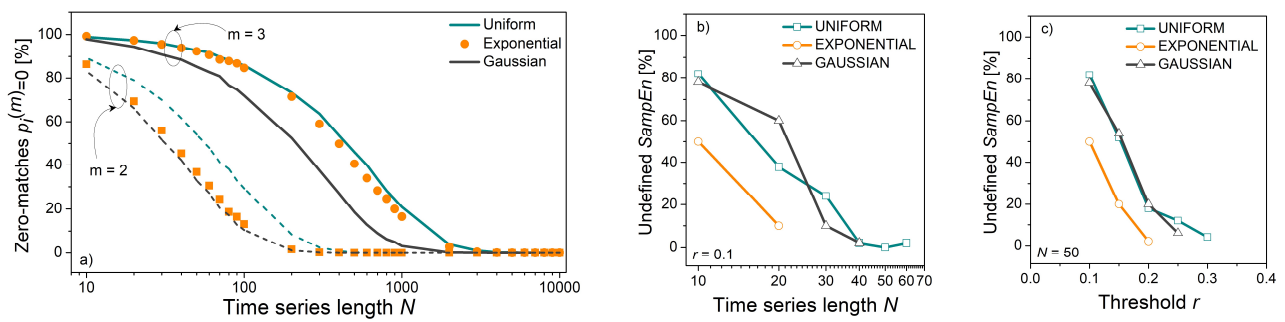 Zero-matches pi(m)=0 [%]
100
80
60
40
20
0
m = 3
m = 2
Uniform
Exponential
Gaussian
a)
10 100 1000 10000
Time series length N
Undefined SampEn [%]
100
80
60
40
20
0
b)
UNIFORM
EXPONENTIAL
GAUSSIAN
r = 0.1
10 20 30 40 50 60 70
Time series length N
Undefined SampEn [%]
100
80
60
40
20
0
c)
UNIFORM
EXPONENTIAL
GAUSSIAN
N = 50
0.0 0.1 0.2 0.3 0.4
Threshold r